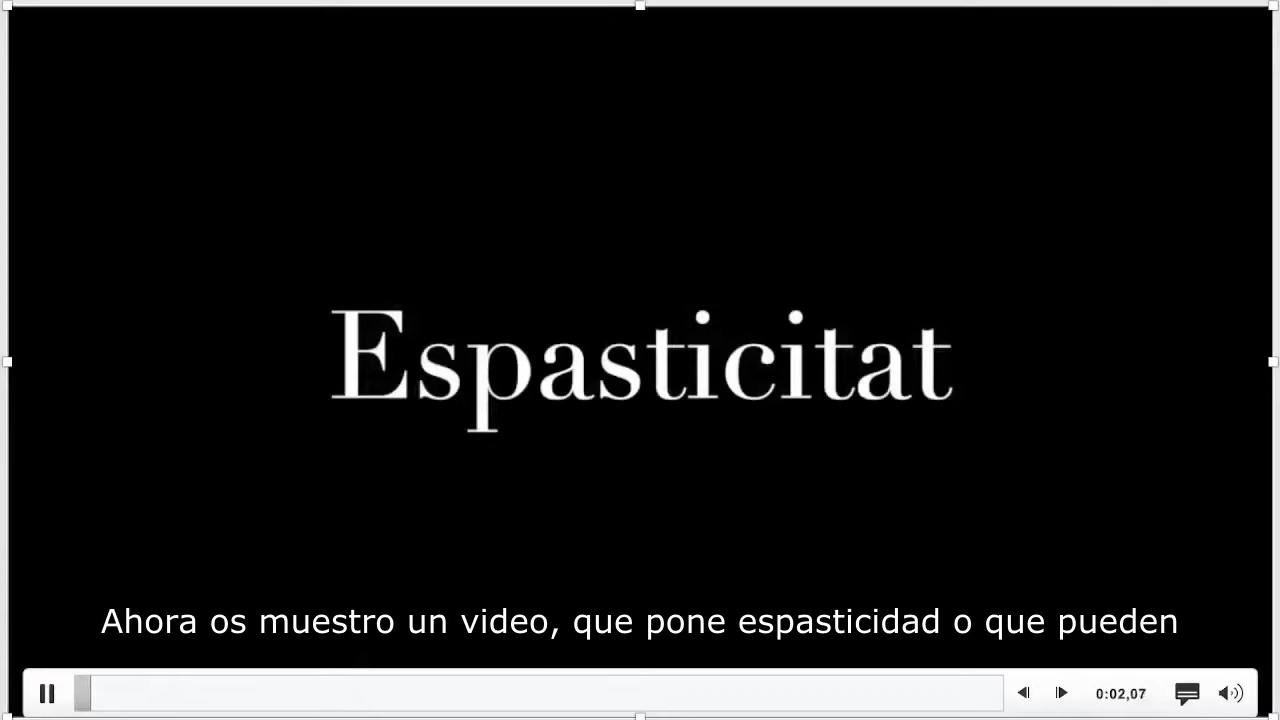 Espasticitat
Ahora os muestro un video, que pone espasticidad o que pueden
0:02,07